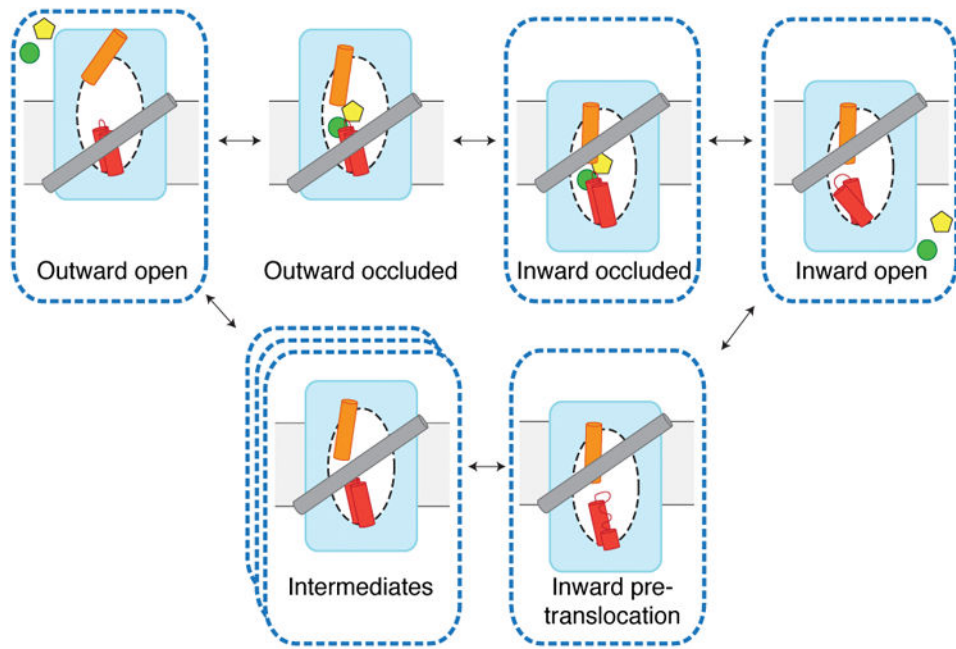 Outward open
Outward occluded
Inward occluded
Inward open
Intermediates
Inward pre-
translocation